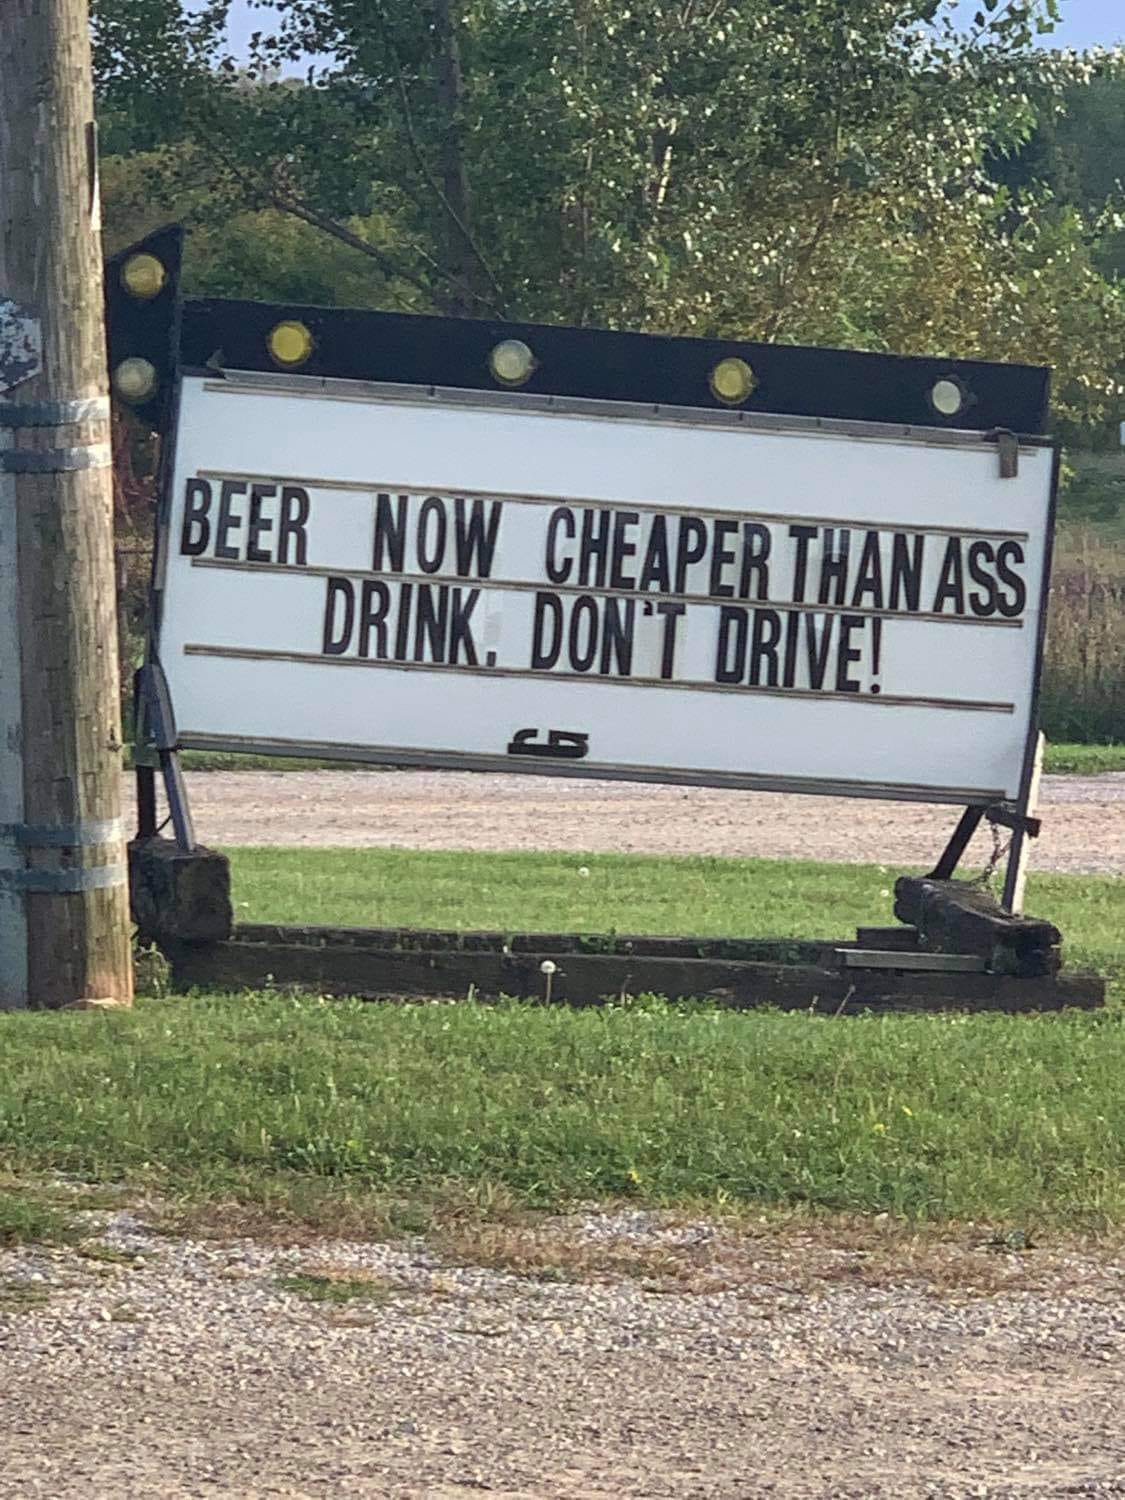 BEER NOW CHEAPER THAN ASS
DRINK. DON'T DRIVE!
G